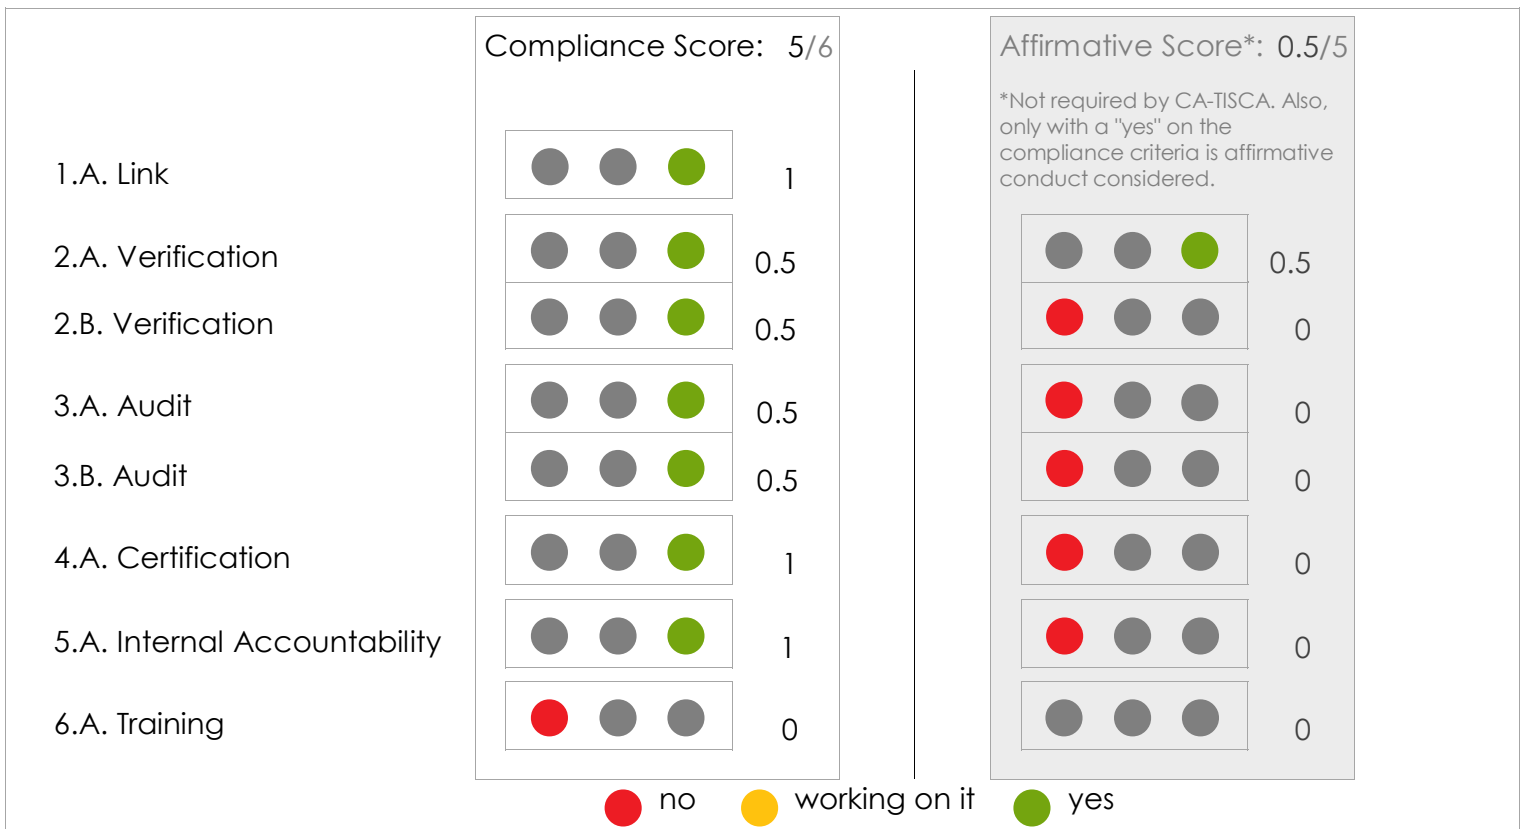 Compliance Score: 5/6
Affirmative Score*: 0.5/5
*Not required by CA-TISCA. Also,
only with a "yes" on the
compliance criteria is affirmative
conduct considered.
1.A. Link 1
2.A. Verification 0.5 0.5
2.B. Verification 0.5 0
3.A. Audit 0.5 0
3.B. Audit 0.5 0
4.A. Certification 1 0
5.A. Internal Accountability 1 0
6.A. Training 0 0
no working on it yes